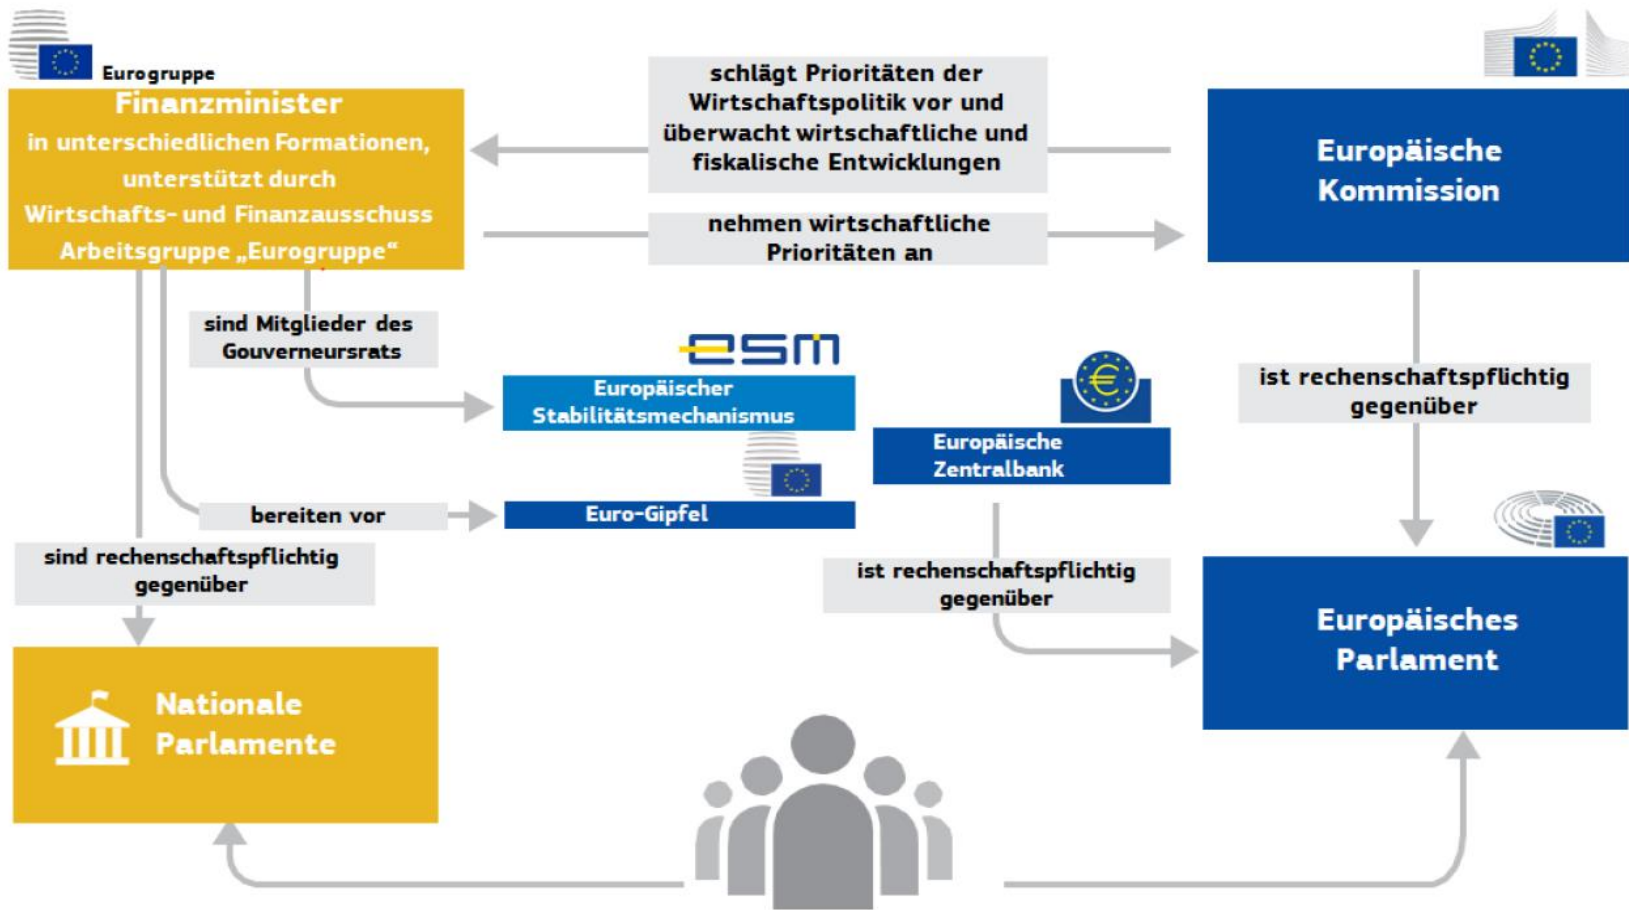 Eurogruppe
Finanzminister
in unterschiedlichen Formationen,
unterstützt durch
Wirtschafts- und Finanzausschuss
Arbeitsgruppe „Eurogruppe“
schlägt Prioritäten der
Wirtschaftspolitik vor und
überwacht wirtschaftliche und
fiskalische Entwicklungen
nehmen wirtschaftliche
Prioritäten an
Europäische
Kommission
sind Mitglieder des
Gouverneursrats
esm
Europäischer
Stabilitätsmechanismus
€
Europäische
Zentralbank
ist rechenschaftspflichtig
gegenüber
bereiten vor
Euro-Gipfel
sind rechenschaftspflichtig
gegenüber
ist rechenschaftspflichtig
gegenüber
Europäisches
Parlament
Nationale
Parlamente